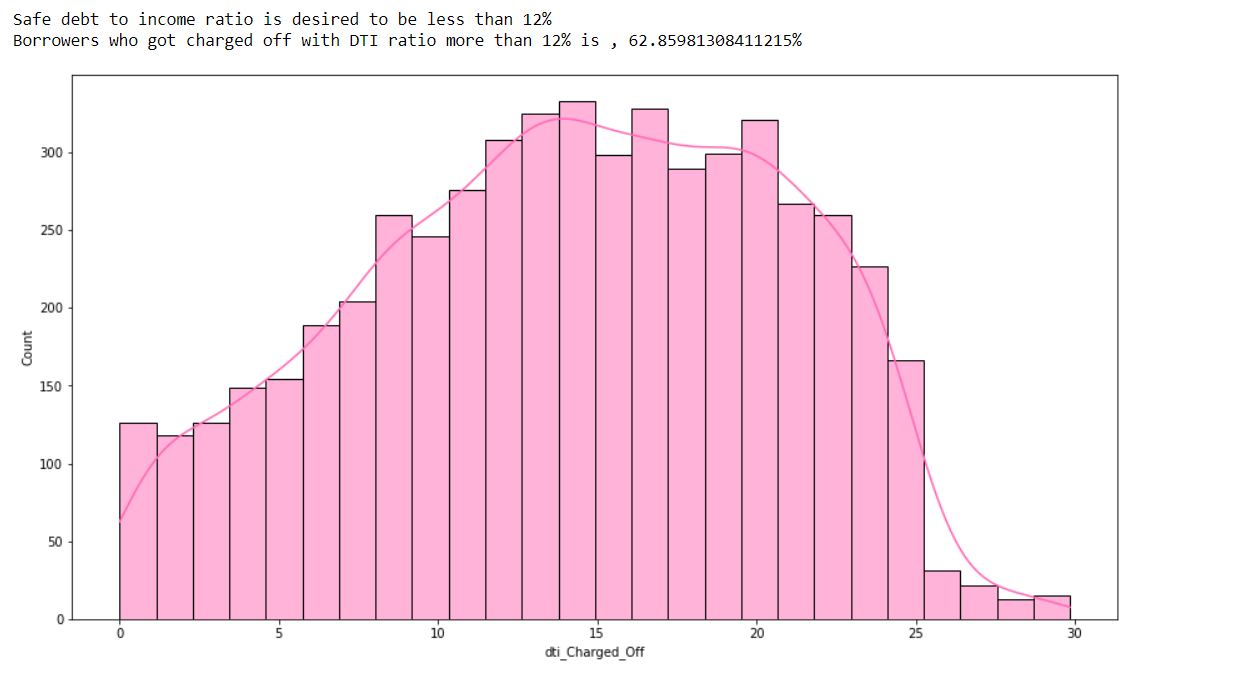 Safe debt to income ratio is desired to be less than 12%
Borrowers who got charged off with DTI ratio more than 12% is , 62.85981308411215%
300
250
200
150
100
50
0
Count
0 5 10 15 20 25 30
dti_Charged_Off